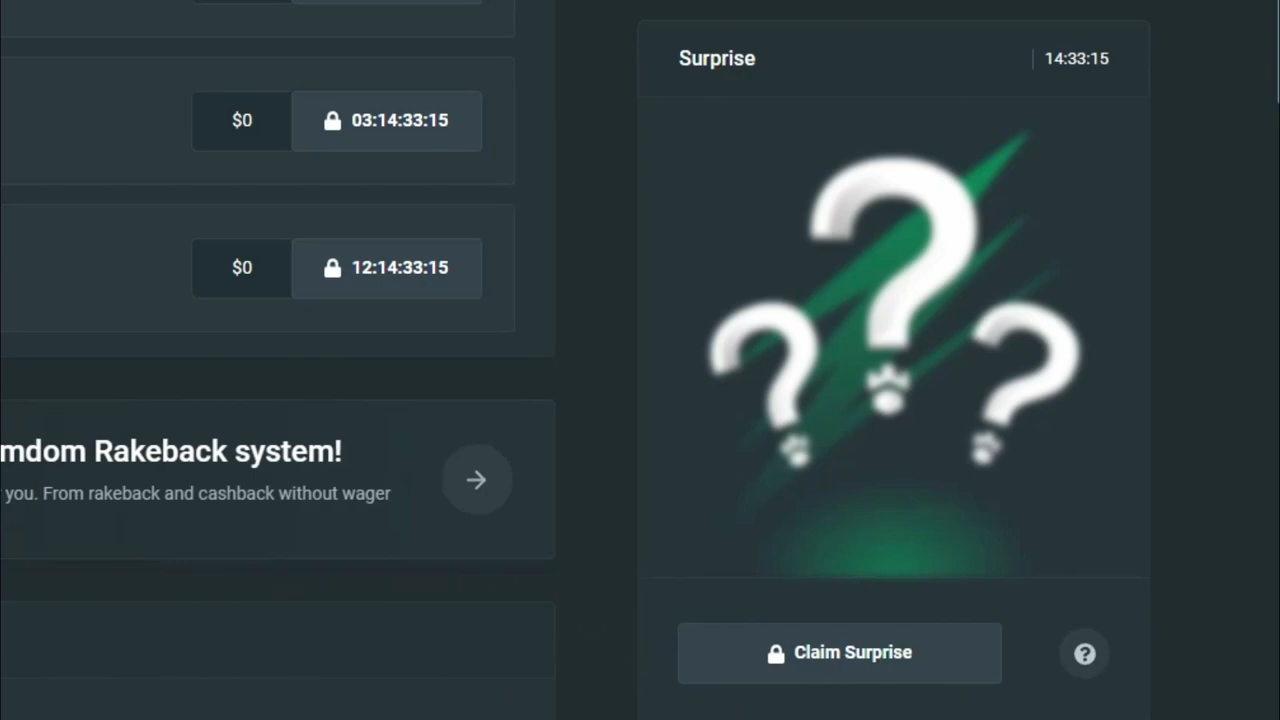 Surprise
14:33:15
$0
03:14:33:15
$0
12:14:33:15
mdom Rakeback system!
you. From rakeback and cashback without wager
Claim Surprise